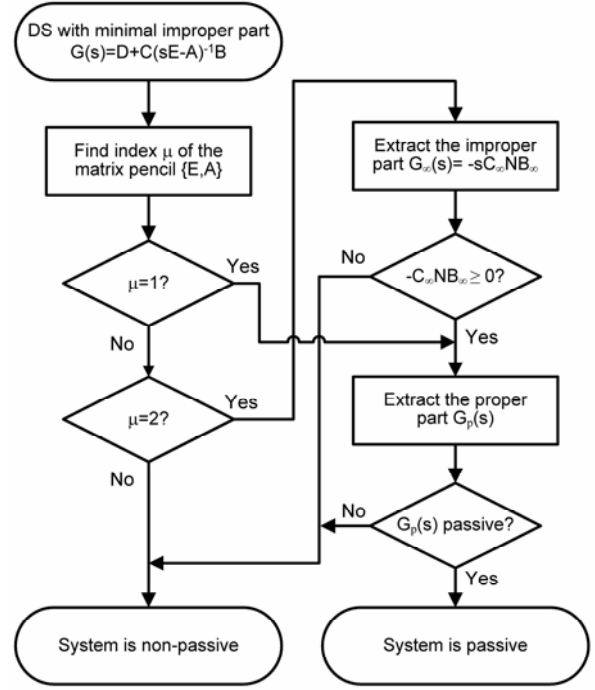 DS with minimal improper part
G(s)=D+C(sE-A)⁻¹B
Find index μ of the
matrix pencil {E,A}
μ=1?
Yes
No
μ=2?
Yes
No
Extract the improper
part G∞(s)= -sC∞NB∞
No
-C∞NB∞ ≥ 0?
Yes
Extract the proper
part Gₚ(s)
No
Gₚ(s) passive?
Yes
System is non-passive
System is passive